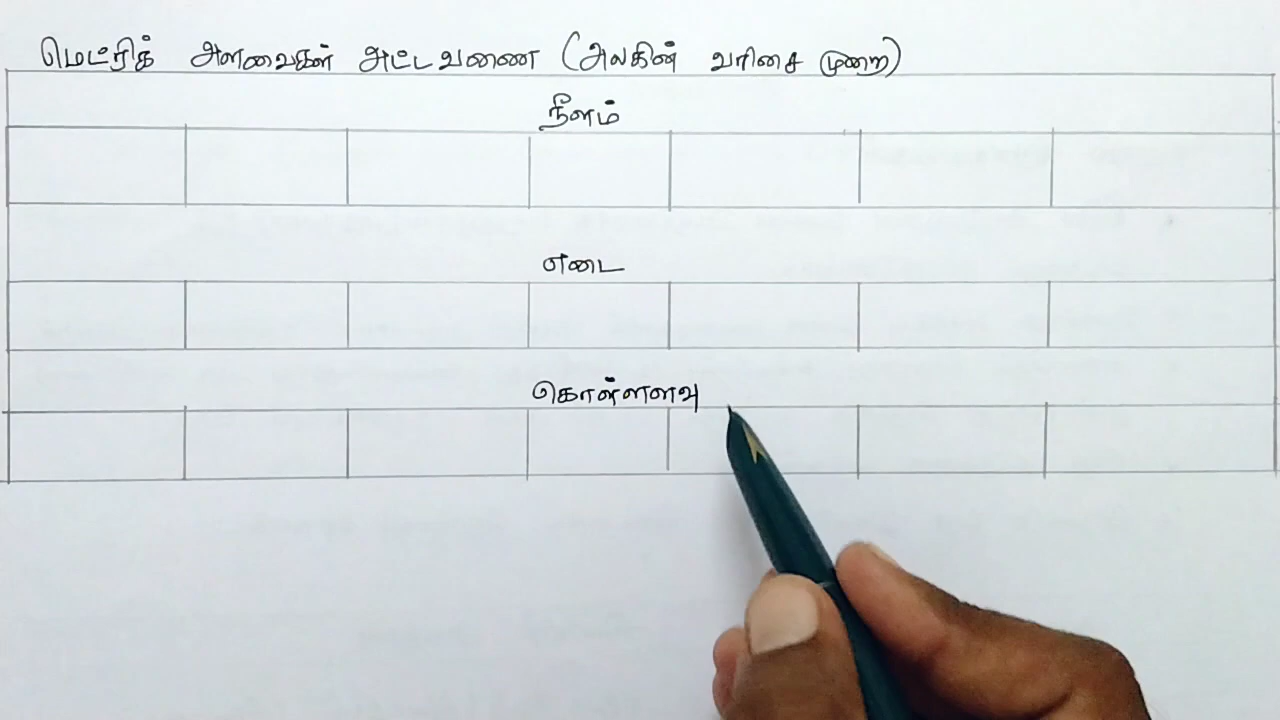 மெட்ரிக் அளவைகள் அட்டவணை (அலகின் வரிசை முறை)
நீளம்
எடை
கொள்ளளவு